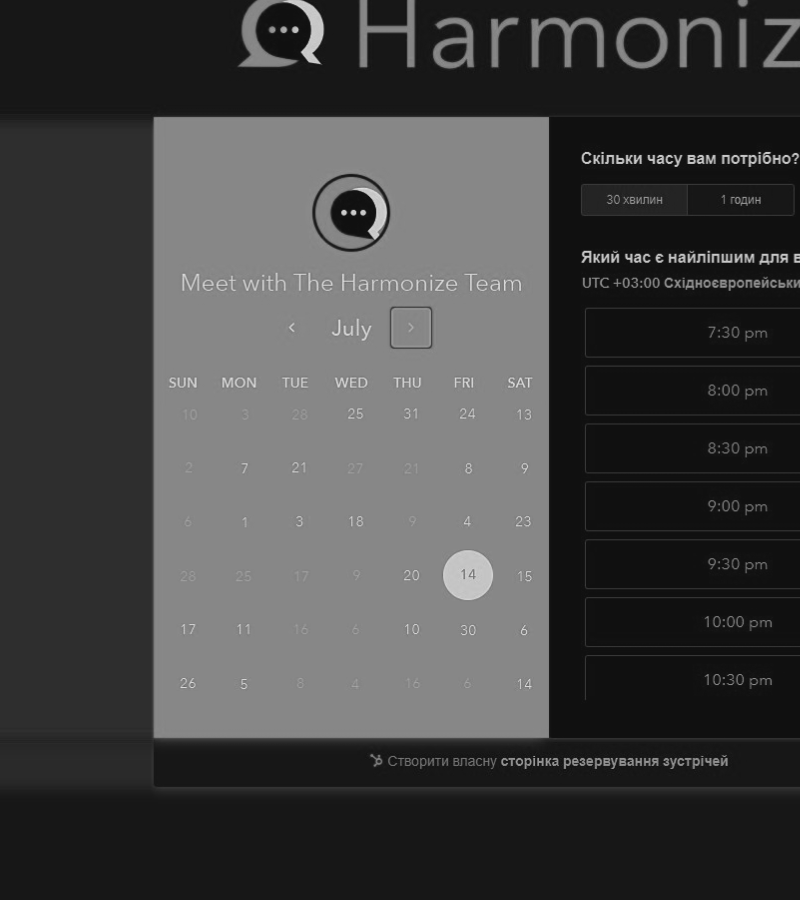 Harmoniz
Meet with The Harmonize Team
July
SUN MON TUE WED THU FRI SAT
10 3 28 25 31 24 13
2 7 21 27 21 8 9
6 1 3 18 9 4 23
28 25 17 9 20 14 15
17 11 16 6 10 30 6
26 5 8 4 16 6 14
Скільки часу вам потрібно?
30 хвилин 1 годин
Який час є найліпшим для в
UTC +03:00 Східноєвропейськи
7:30 pm
8:00 pm
8:30 pm
9:00 pm
9:30 pm
10:00 pm
10:30 pm
Створити власну сторінка резервування зустрічей